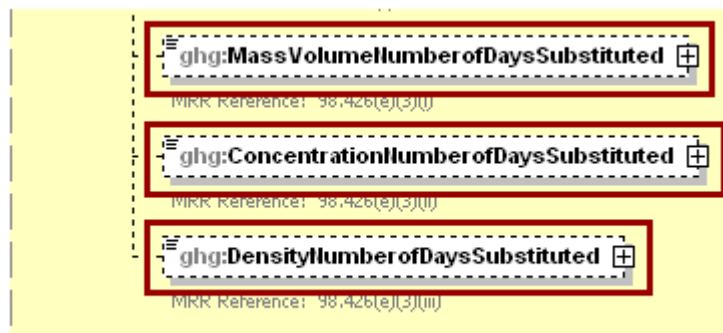 ghg:MassVolumeNumberofDaysSubstituted
MRR Reference: 98.426(e)(3)(i)
ghg:ConcentrationNumberofDaysSubstituted
MRR Reference: 98.426(e)(3)(ii)
ghg:DensityNumberofDaysSubstituted
MRR Reference: 98.426(e)(3)(iii)